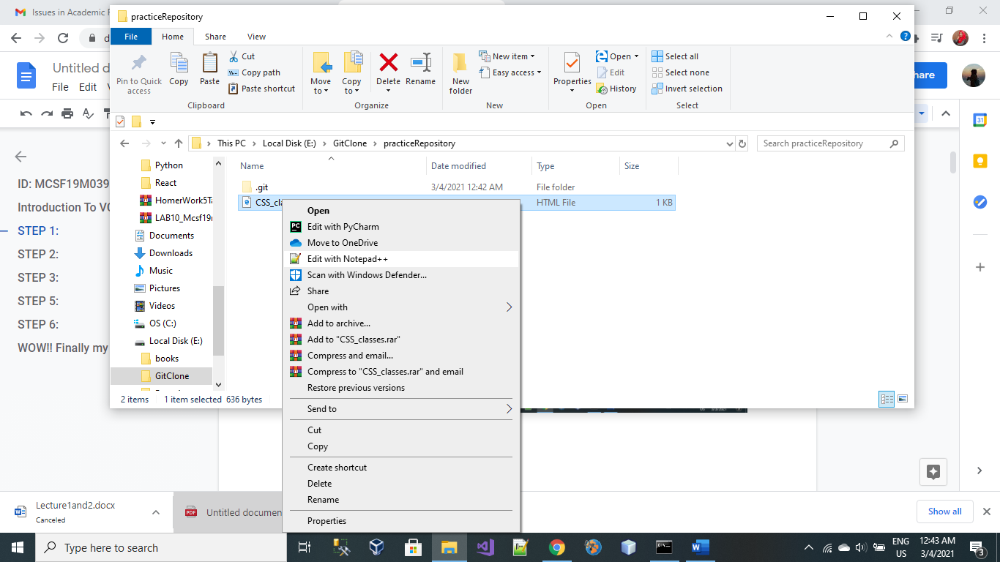 Issues in Academic
practiceRepository
File Home Share View
Pin to Quick access
Copy
Paste
Cut
Copy path
Paste shortcut
Clipboard
Move to
Copy to
Delete
Rename
Organize
New folder
New item
Easy access
New
Properties
Open
Edit
History
Open
Select all
Select none
Invert selection
Select
Untitled d
File Edit
hare
This PC > Local Disk (E:) > GitClone > practiceRepository
Search practiceRepository
Name Date modified Type Size
.git 3/4/2021 12:42 AM File folder
CSS_cla HTML File 1 KB
Python
React
HomerWork5Ta
LAB10_Mcsf19m
Documents
Downloads
Music
Pictures
Videos
OS (C:)
Local Disk (E:)
books
GitClone
2 items 1 item selected 636 bytes
ID: MCSF19M039
Introduction To VC
STEP 1:
STEP 2:
STEP 3:
STEP 5:
STEP 6:
WOW!! Finally my
Open
Edit with PyCharm
Move to OneDrive
Edit with Notepad++
Scan with Windows Defender...
Share
Open with
Add to archive...
Add to "CSS_classes.rar"
Compress and email...
Compress to "CSS_classes.rar" and email
Restore previous versions
Send to
Cut
Copy
Create shortcut
Delete
Rename
Properties
31
Lecture1and2.docx
Canceled
PDF
Untitled documen
Show all
Type here to search
ENG
US
12:43 AM
3/4/2021
3